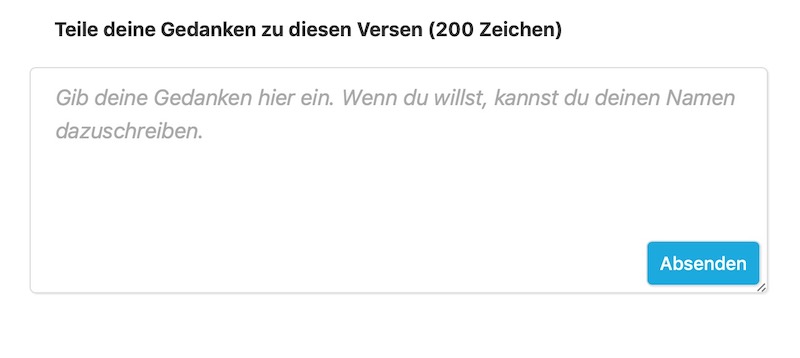 Teile deine Gedanken zu diesen Versen (200 Zeichen)
Gib deine Gedanken hier ein. Wenn du willst, kannst du deinen Namen
dazuschreiben.
Absenden